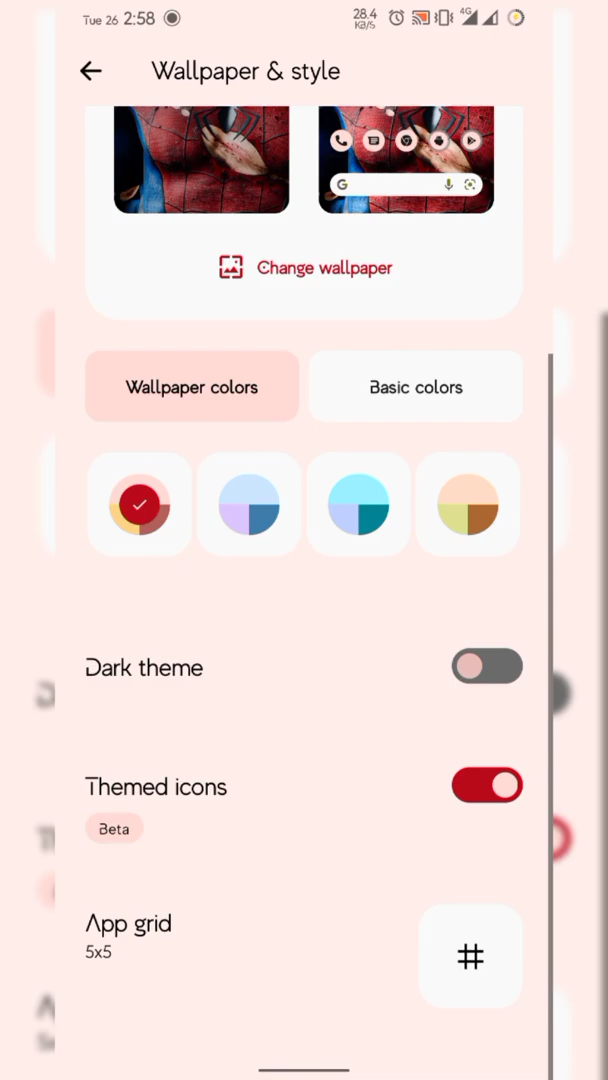 Tue 26 2:58
28.4
KB/S
4G
Wallpaper & style
G
Change wallpaper
Wallpaper colors
Basic colors
Dark theme
Themed icons
Beta
App grid
5x5